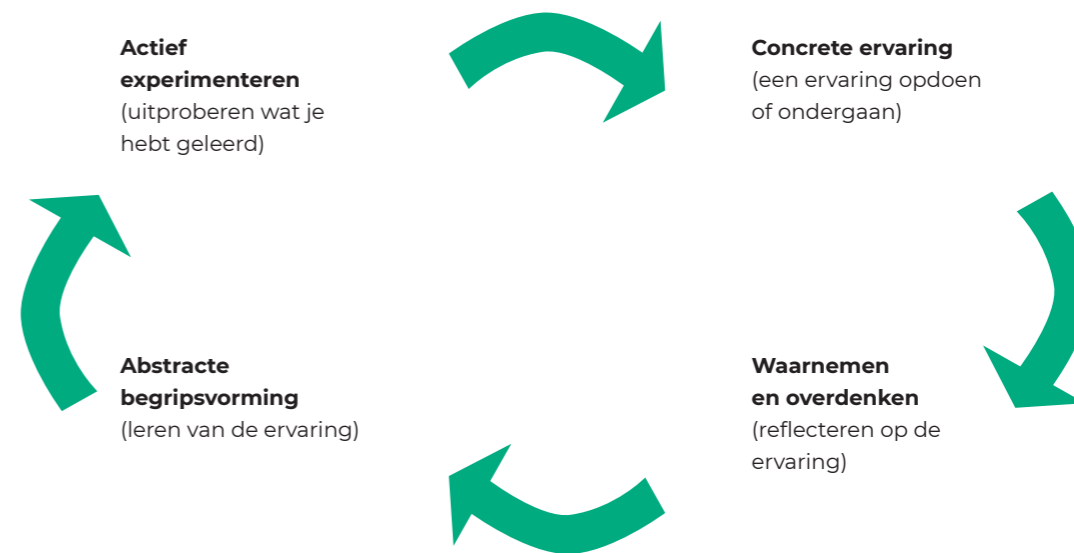 Actief
experimenteren
(uitproberen wat je
hebt geleerd)
Concrete ervaring
(een ervaring opdoen
of ondergaan)
Abstracte
begripsvorming
(leren van de ervaring)
Waarnemen
en overdenken
(reflecteren op de
ervaring)